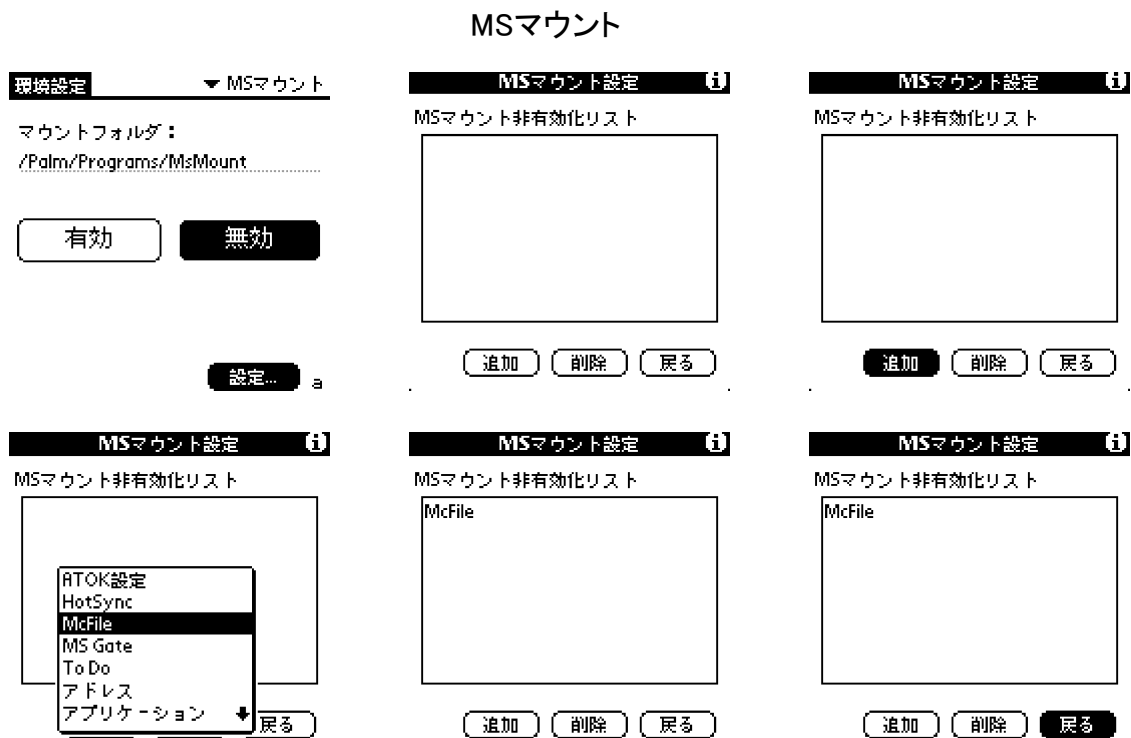 MSマウント
環境設定 ▼ MSマウント
マウントフォルダ：
/Palm/Programs/MsMount
有効 無効
設定... a
MSマウント設定 i
MSマウント非有効化リスト
追加 削除 戻る
MSマウント設定 i
MSマウント非有効化リスト
追加 削除 戻る
MSマウント設定 i
MSマウント非有効化リスト
ATOK設定
HotSync
McFile
MS Gate
To Do
アドレス
アプリケーション
戻る
MSマウント設定 i
MSマウント非有効化リスト
McFile
追加 削除 戻る
MSマウント設定 i
MSマウント非有効化リスト
McFile
追加 削除 戻る